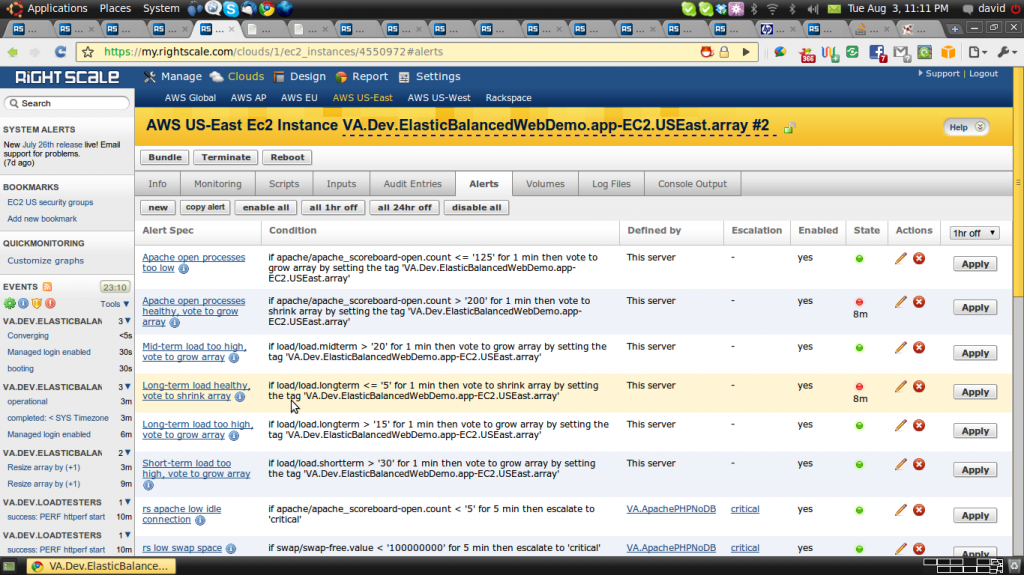 Applications Places System
Tue Aug 3, 11:11 PM david
RS ...
https://my.rightscale.com/clouds/1/ec2_instances/4550972#alerts
366
7
RIGHT SCALE
Manage Clouds Design Report Settings
Support | Logout
AWS Global AWS AP AWS EU AWS US-East AWS US-West Rackspace
Search
AWS US-East Ec2 Instance VA.Dev.ElasticBalancedWebDemo.app-EC2.USEast.array #2
Help
SYSTEM ALERTS
New July 26th release live! Email
support for problems.
(7d ago)
BOOKMARKS
EC2 US security groups
Add new bookmark
QUICKMONITORING
Customize graphs
EVENTS 23:10
Tools
VA.DEV.ELASTICBALAN 3
Converging <5s
Managed login enabled 30s
booting 30s
VA.DEV.ELASTICBALAN 3
operational 3m
completed: < SYS Timezone 3m
Managed login enabled 6m
VA.DEV.ELASTICBALAN 2
Resize array by (+1) 3m
Resize array by (+1) 9m
VA.DEV.LOADTESTERS 1
success: PERF httperf start 10m
VA.DEV.LOADTESTERS 1
success: PERF httperf start 10m
Bundle Terminate Reboot
Info Monitoring Scripts Inputs Audit Entries Alerts Volumes Log Files Console Output
new copy alert enable all all 1hr off all 24hr off disable all
Alert Spec Condition Defined by Escalation Enabled State Actions 1hr off
Apache open processes
too low
if apache/apache_scoreboard-open.count <= '125' for 1 min then vote to
grow array by setting the tag 'VA.Dev.ElasticBalancedWebDemo.app-
EC2.USEast.array'
This server - yes Apply
Apache open processes
healthy, vote to grow
array
if apache/apache_scoreboard-open.count > '200' for 1 min then vote to
shrink array by setting the tag 'VA.Dev.ElasticBalancedWebDemo.app-
EC2.USEast.array'
This server - yes 8m Apply
Mid-term load too high,
vote to grow array
if load/load.midterm > '20' for 1 min then vote to grow array by setting the
tag 'VA.Dev.ElasticBalancedWebDemo.app-EC2.USEast.array'
This server - yes Apply
Long-term load healthy,
vote to shrink array
if load/load.longterm <= '5' for 1 min then vote to shrink array by setting
the tag 'VA.Dev.ElasticBalancedWebDemo.app-EC2.USEast.array'
This server - yes 8m Apply
Long-term load too high,
vote to grow array
if load/load.longterm > '15' for 1 min then vote to grow array by setting the
tag 'VA.Dev.ElasticBalancedWebDemo.app-EC2.USEast.array'
This server - yes Apply
Short-term load too
high, vote to grow array
if load/load.shortterm > '30' for 1 min then vote to grow array by setting
the tag 'VA.Dev.ElasticBalancedWebDemo.app-EC2.USEast.array'
This server - yes Apply
rs apache low idle
connection
if apache/apache_scoreboard-open.count < '5' for 5 min then escalate to
'critical'
VA.ApachePHPNoDB critical yes Apply
rs low swap space
if swap/swap-free.value < '100000000' for 5 min then escalate to 'critical'
VA.ApachePHPNoDB critical yes Apply
VA.Dev.ElasticBalance...